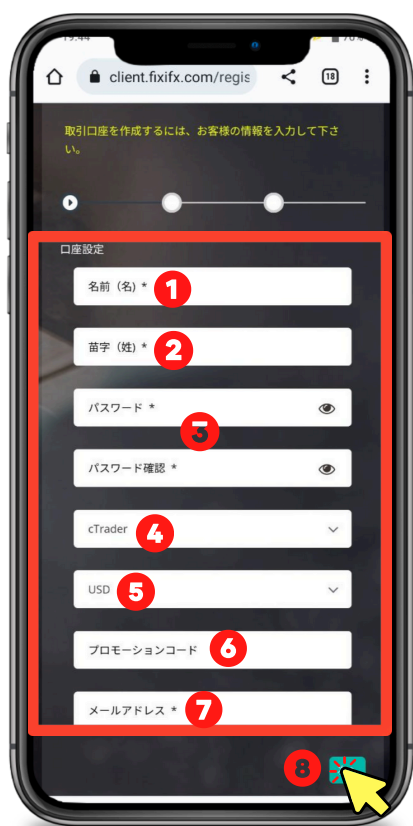 19:44
client.fixifx.com/regis
18
取引口座を作成するには、お客様の情報を入力して下さ
い。
口座設定
名前（名）*
1
苗字（姓）*
2
パスワード *
3
パスワード確認 *
cTrader
4
USD
5
プロモーションコード
6
メールアドレス *
7
8